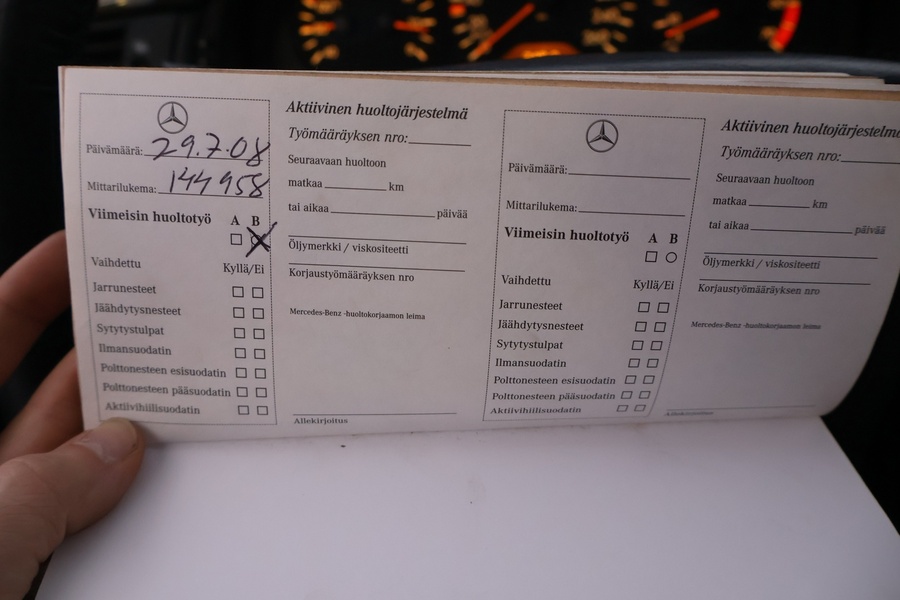 Päivämäärä: 29.7.08
Mittarilukema: 144 958
Viimeisin huoltotyö A B
Vaihdettu Kyllä/Ei
Jarrunesteet
Jäähdytysnesteet
Sytytystulpat
Ilmansuodatin
Polttonesteen esisuodatin
Polttonesteen pääsuodatin
Aktiivihiilisuodatin
Aktiivinen huoltojärjestelmä
Työmääräyksen nro:
Seuraavaan huoltoon
matkaa km
tai aikaa päivää
Öljymerkki / viskositeetti
Korjaustyömääräyksen nro
Mercedes-Benz -huoltokorjaamon leima
Allekirjoitus
Päivämäärä:
Mittarilukema:
Viimeisin huoltotyö A B
Vaihdettu Kyllä/Ei
Jarrunesteet
Jäähdytysnesteet
Sytytystulpat
Ilmansuodatin
Polttonesteen esisuodatin
Polttonesteen pääsuodatin
Aktiivihiilisuodatin
Aktiivinen huoltojärjestelmä
Työmääräyksen nro:
Seuraavaan huoltoon
matkaa km
tai aikaa päivää
Öljymerkki / viskositeetti
Korjaustyömääräyksen nro
Mercedes-Benz -huoltokorjaamon leima
Allekirjoitus